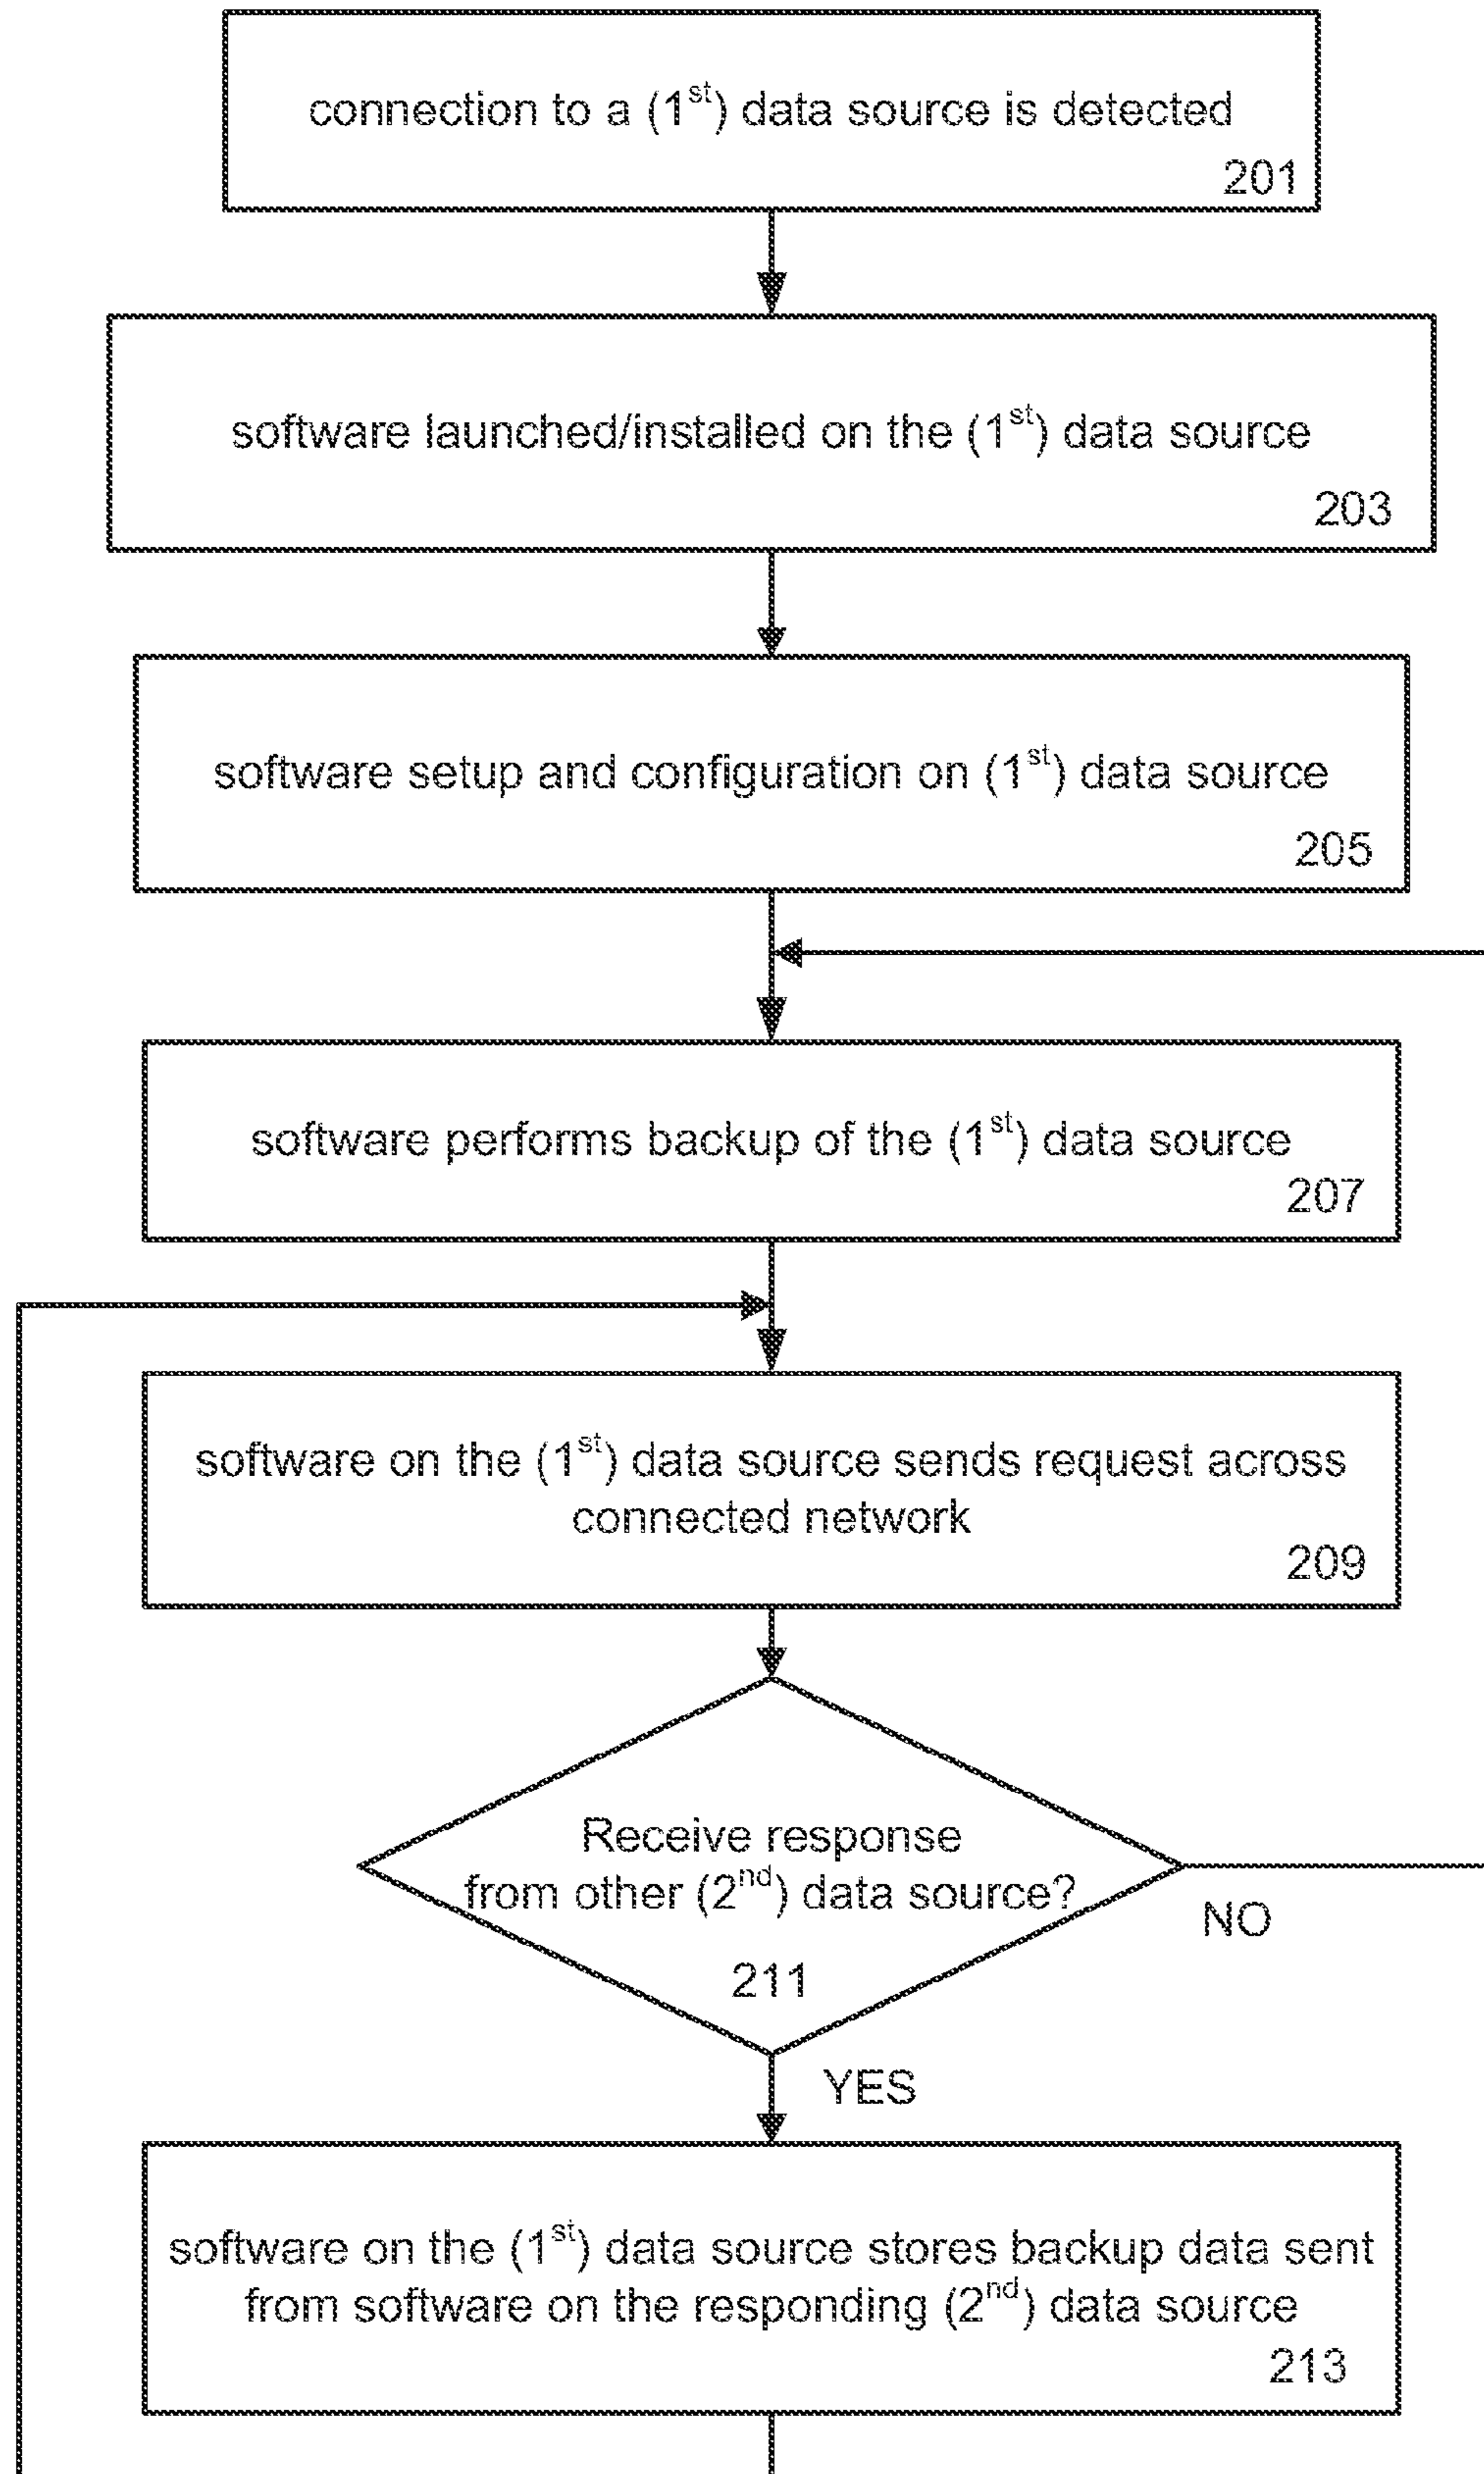 connection to a (1st) data source is detected
201
software launched/installed on the (1st) data source
203
software setup and configuration on (1st) data source
205
software performs backup of the (1st) data source
207
software on the (1st) data source sends request across
connected network
209
Receive response
from other (2nd) data source?
211
NO
YES
software on the (1st) data source stores backup data sent
from software on the responding (2nd) data source
213